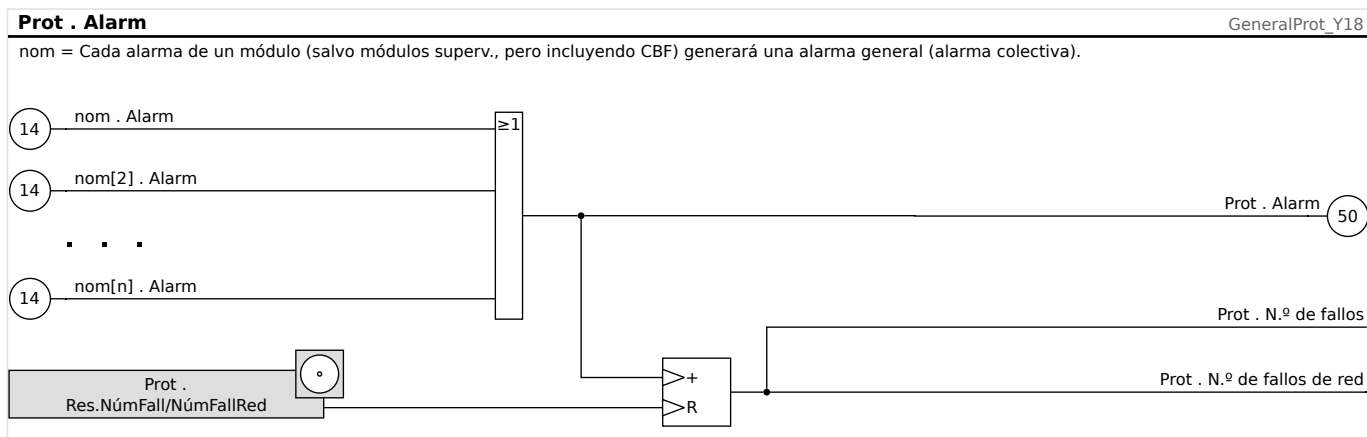 Prot . Alarm
GeneralProt_Y18
nom = Cada alarma de un módulo (salvo módulos superv., pero incluyendo CBF) generará una alarma general (alarma colectiva).
14
nom . Alarm
≥1
14
nom[2] . Alarm
Prot . Alarm
50
. . .
14
nom[n] . Alarm
Prot . N.º de fallos
Prot .
Res.NúmFall/NúmFallRed
+
R
Prot . N.º de fallos de red